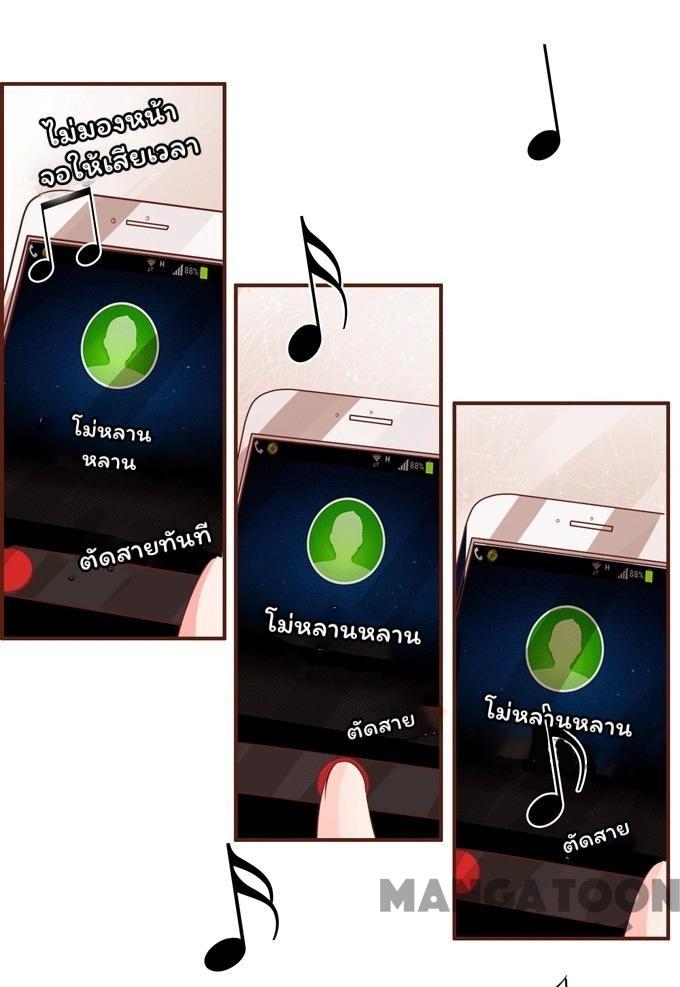 ไม่มองหน้า
จอให้เสียเวลา
H
88%
โม่หลาน
หลาน
ตัดสายทันที
H
88%
โม่หลานหลาน
ตัดสาย
H
88%
โม่หลานหลาน
ตัดสาย
MANGATOON